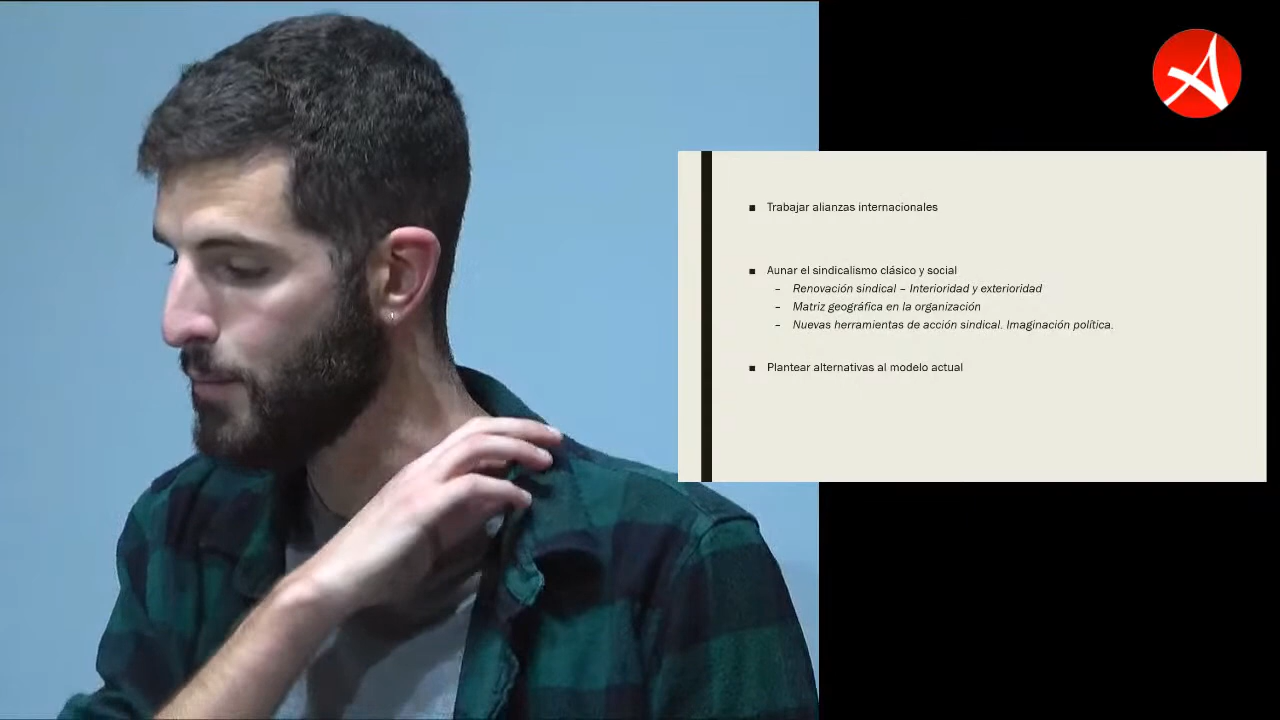 ■ Trabajar alianzas internacionales
■ Aunar el sindicalismo clásico y social
– Renovación sindical – Interioridad y exterioridad
– Matriz geográfica en la organización
– Nuevas herramientas de acción sindical. Imaginación política.
■ Plantear alternativas al modelo actual